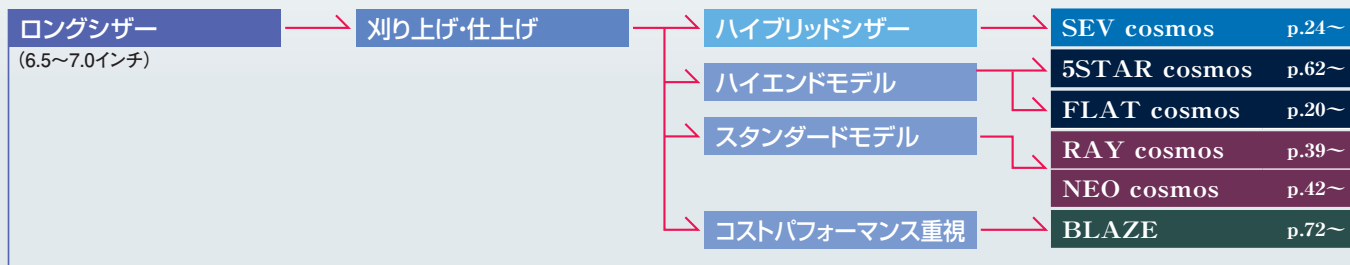 ロングシザー
(6.5〜7.0インチ)
刈り上げ・仕上げ
ハイブリッドシザー
SEV cosmos p.24〜
ハイエンドモデル
5STAR cosmos p.62〜
FLAT cosmos p.20〜
スタンダードモデル
RAY cosmos p.39〜
NEO cosmos p.42〜
コストパフォーマンス重視
BLAZE p.72〜